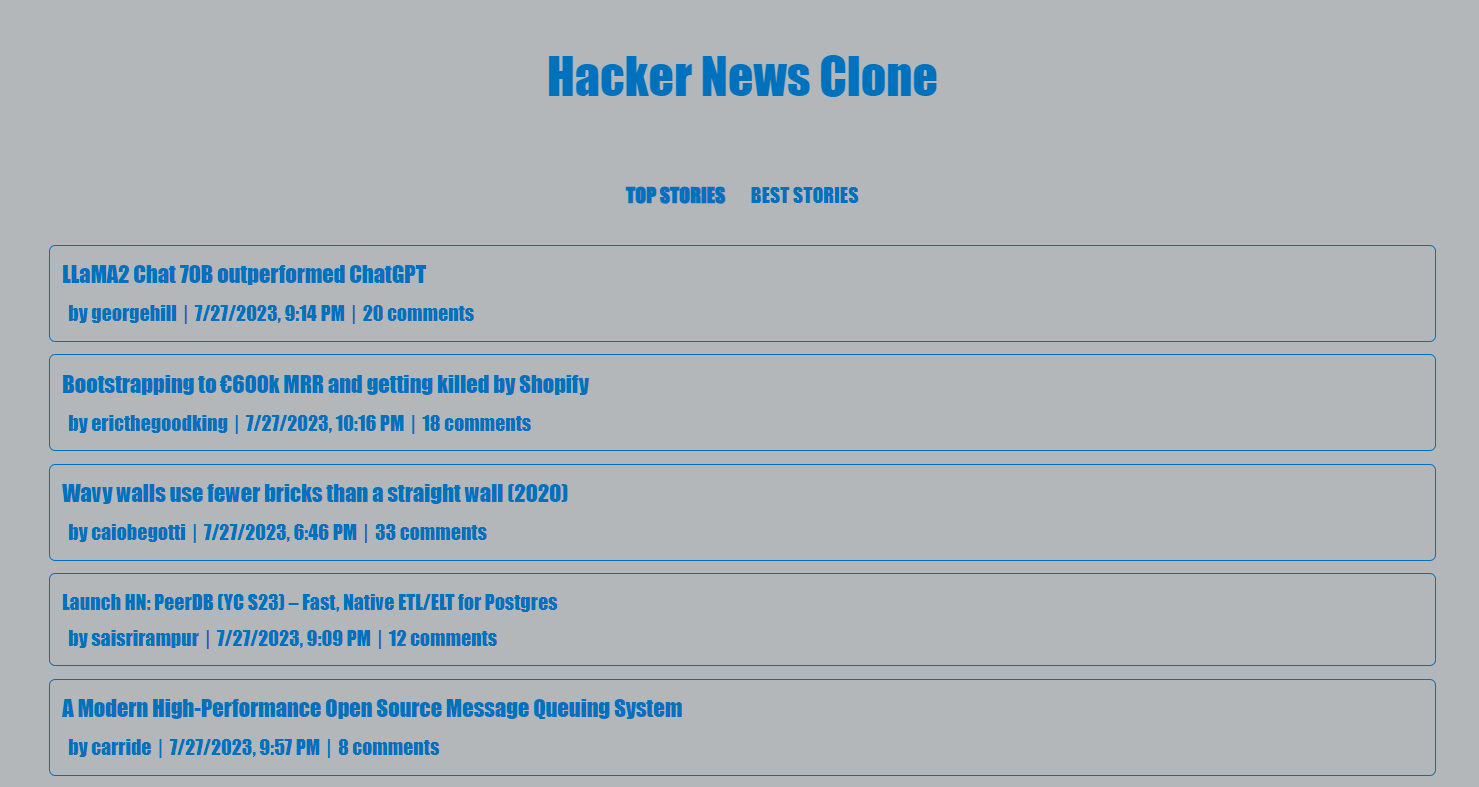 Hacker News Clone
TOP STORIES BEST STORIES
LLaMA2 Chat 70B outperformed ChatGPT
by georgehill | 7/27/2023, 9:14 PM | 20 comments
Bootstrapping to €600k MRR and getting killed by Shopify
by ericthegoodking | 7/27/2023, 10:16 PM | 18 comments
Wavy walls use fewer bricks than a straight wall (2020)
by caiobegotti | 7/27/2023, 6:46 PM | 33 comments
Launch HN: PeerDB (YC S23) – Fast, Native ETL/ELT for Postgres
by saisrirampur | 7/27/2023, 9:09 PM | 12 comments
A Modern High-Performance Open Source Message Queuing System
by carride | 7/27/2023, 9:57 PM | 8 comments